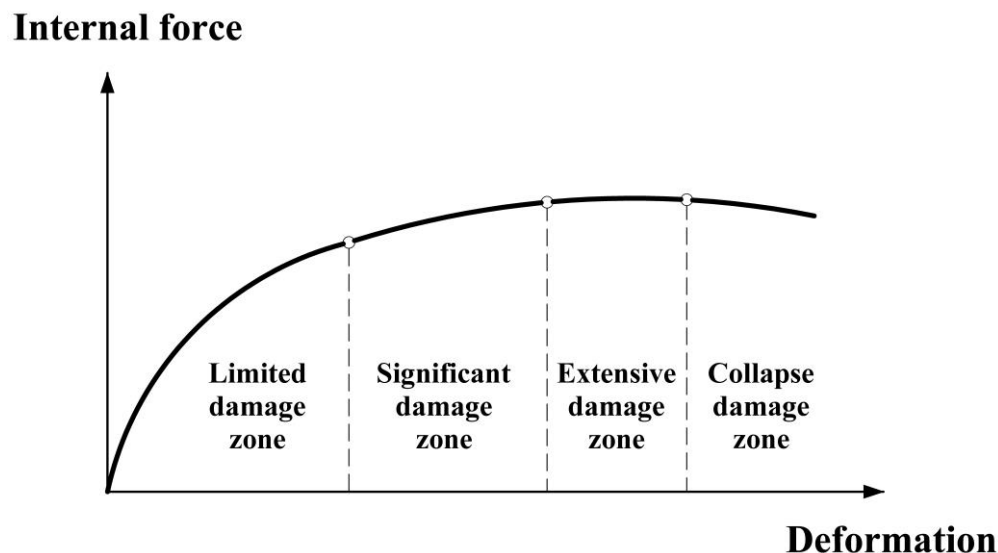 Internal force
Limited
damage
zone
Significant
damage
zone
Extensive
damage
zone
Collapse
damage
zone
Deformation